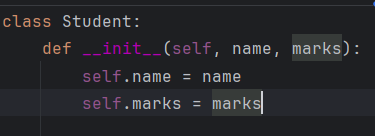 class Student:
    def __init__(self, name, marks):
        self.name = name
        self.marks = marks